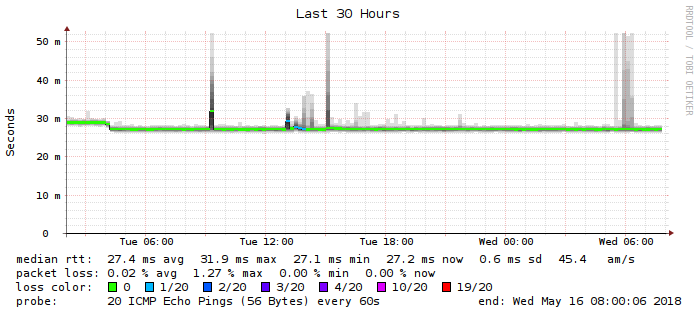 Last 30 Hours
RRDTOOL / TOBI OETIKER
Seconds
50 m
40 m
30 m
20 m
10 m
0
Tue 06:00 Tue 12:00 Tue 18:00 Wed 00:00 Wed 06:00
median rtt: 27.4 ms avg 31.9 ms max 27.1 ms min 27.2 ms now 0.6 ms sd 45.4 am/s
packet loss: 0.02 % avg 1.27 % max 0.00 % min 0.00 % now
loss color: 0 1/20 2/20 3/20 4/20 10/20 19/20
probe: 20 ICMP Echo Pings (56 Bytes) every 60s end: Wed May 16 08:00:06 2018